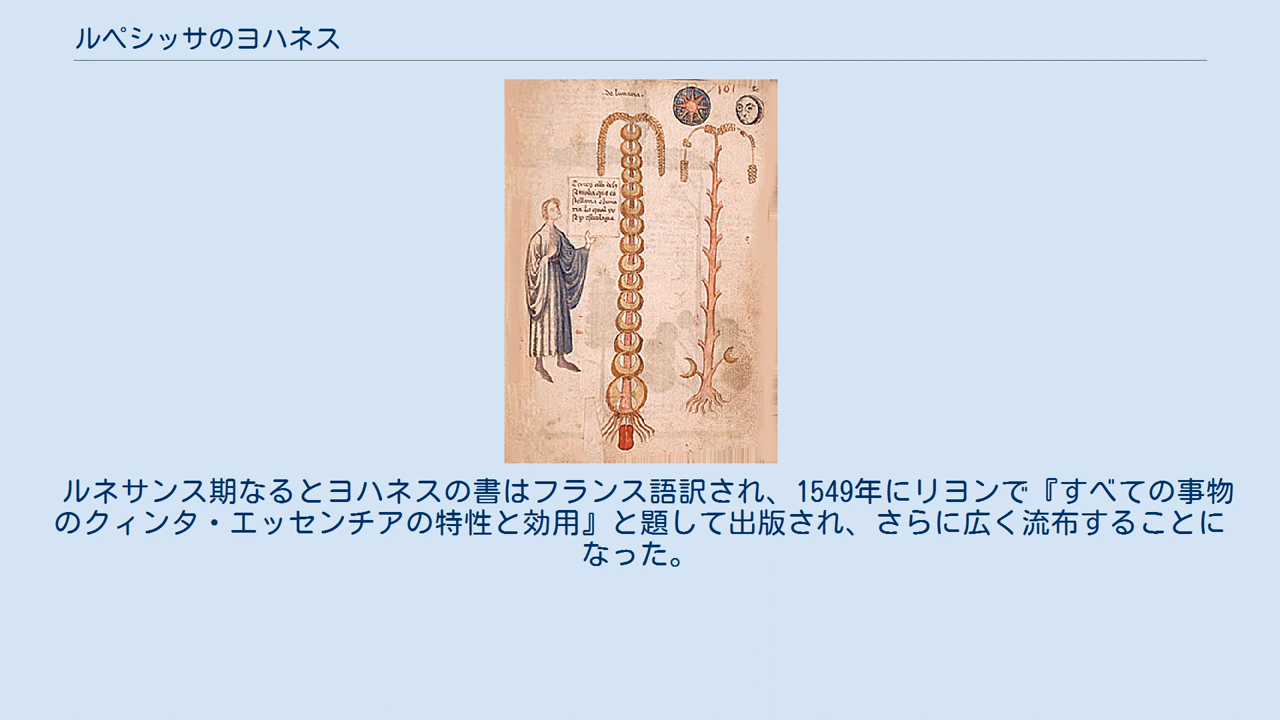 ルペシッサのヨハネス
de lunaria
101
ルネサンス期なるとヨハネスの書はフランス語訳され、1549年にリヨンで『すべての事物
のクィンタ・エッセンチアの特性と効用』と題して出版され、さらに広く流布することに
なった。